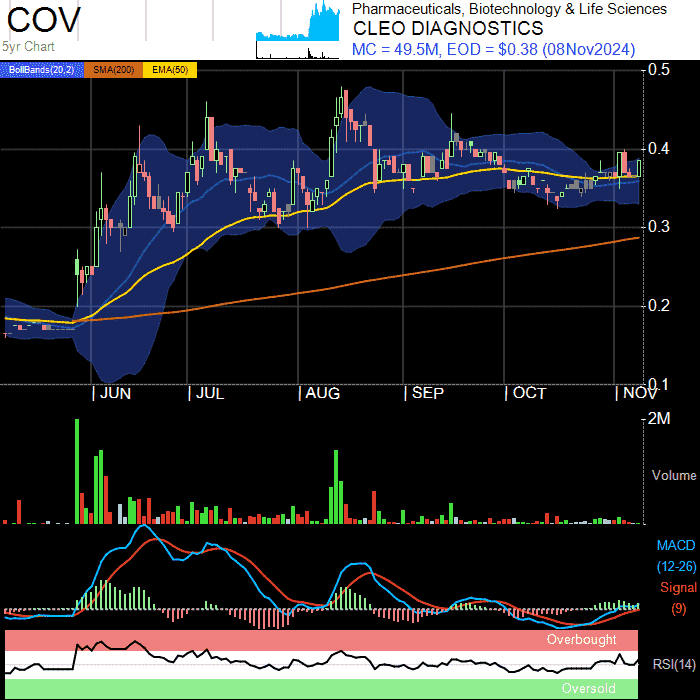 COV
5yr Chart
Pharmaceuticals, Biotechnology & Life Sciences
CLEO DIAGNOSTICS
MC = 49.5M, EOD = $0.38 (08Nov2024)
BollBands(20,2) SMA(200) EMA(50)
0.5
0.4
0.3
0.2
0.1
JUN JUL AUG SEP OCT NOV
2M
Volume
MACD
(12-26)
Signal
(9)
Overbought
RSI(14)
Oversold